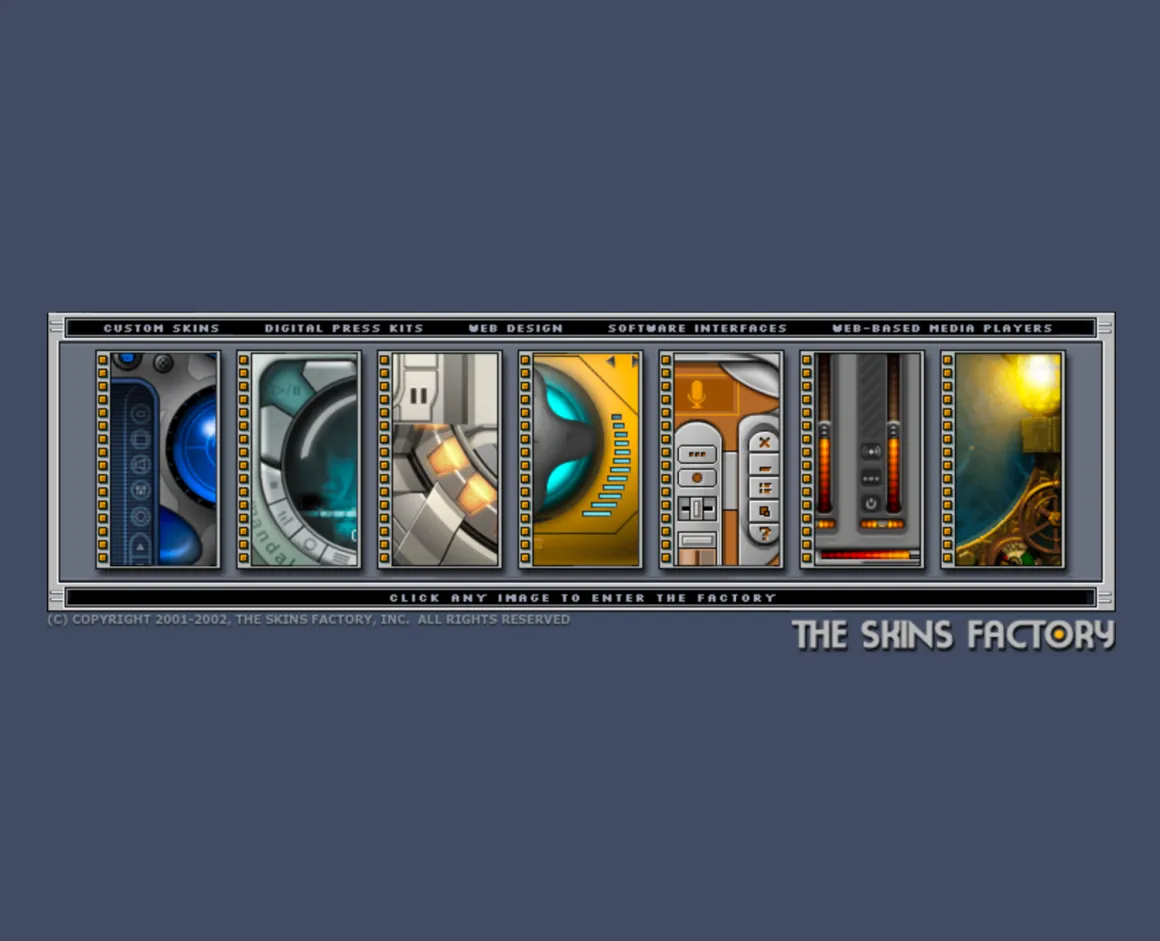 CUSTOM SKINS DIGITAL PRESS KITS WEB DESIGN SOFTWARE INTERFACES WEB-BASED MEDIA PLAYERS
CLICK ANY IMAGE TO ENTER THE FACTORY
(C) COPYRIGHT 2001-2002, THE SKINS FACTORY, INC. ALL RIGHTS RESERVED
THE SKINS FACTORY